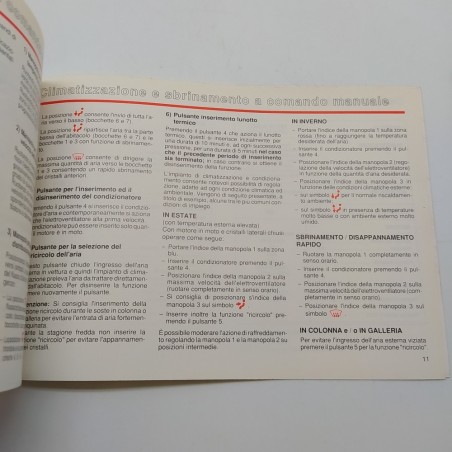 Climatizzazione e sbrinamento a comando manuale
La posizione consente l'invio di tutta l'a-
ria verso il basso (bocchette 6 e 7).
La posizione ripartisce l'aria tra la parte
bassa dell'abitacolo (bocchette 6 e 7) e le
bocchette 1 e 3 con funzione di sbrinamen-
to.
La posizione consente di dirigere la
massima quantità di aria verso le bocchette
1 e 3 consentendo un rapido sbrinamento
dei cristalli anteriori.
Pulsante per l'inserimento ed il
disinserimento del condizionatore
Premendo il pulsante 4 si inserisce il condizio-
natore d'aria e contemporaneamente si aziona
anche l'elettroventilatore alla prima velocità. Il
condizionatore può essere inserito solo quan-
do il motore è in moto.
Pulsante per la selezione del
ricircolo dell'aria
Questo pulsante chiude l'ingresso dell'aria
esterna in vettura e quindi l'impianto di clima-
tizzazione preleva l'aria da trattare direttamen-
te dall'abitacolo. Per disinserire la funzione
premere nuovamente il pulsante.
Attenzione: Si consiglia l'inserimento della
funzione ricircolo durante le soste in colonna o
in galleria per evitare l'entrata di aria fortemen-
te inquinata.
Durante la stagione fredda non inserire la
funzione "ricircolo" per evitare l'appannamen-
to dei cristalli.
6) Pulsante inserimento lunotto
termico
Premendo il pulsante 4 che aziona il lunotto
termico; questo si inserisce inizialmente per
una durata di 10 minuti e, ad ogni successiva
pressione, per una durata di 5 minuti nel caso
che il precedente periodo di inserimento
sia terminato; in caso contrario si ottiene il
disinserimento della funzione.
L'impianto di climatizzazione e condiziona-
mento consente notevoli possibilità di regola-
zione, adatte ad ogni condizione climatica ed
ambientale. Vengono di seguito riportate, a
titolo di esempio, alcune tra le più comuni con-
dizioni.
IN ESTATE
(con temperatura esterna elevata)
Con motore in moto e cristalli laterali chiusi
operare come segue:
– Portare l'indice della manopola 1 sulla zona
blu.
– Inserire il condizionatore premendo il pul-
sante 4.
– Posizionare l'indice della manopola 2 sulla
massima velocità dell'elettroventilatore
(ruotare la manopola completamente in
senso orario).
– Si consiglia di posizionare l'indice della
manopola 3 sul simbolo
– Inserire inoltre la funzione "ricircolo" pre-
mendo il pulsante 5.
È possibile moderare l'azione di raffreddamen-
to regolando la manopola 1 e la manopola 2 su
posizioni intermedie.
IN INVERNO
– Portare l'indice della manopola 1 sulla zona
rossa (fino a raggiungere la temperatura
desiderata dell'aria).
– Inserire il condizionatore premendo il pul-
sante 4.
– Posizionare l'indice della manopola 2 (rego-
lazione della velocità dell'elettroventilatore)
in funzione della quantità d'aria desiderata.
– Posizionare l'indice della manopola 3 in
funzione delle condizioni climatiche esterne:
– sul simbolo per il normale riscaldamen-
to ambiente.
– sul simbolo in presenza di temperature
molto basse o con ambiente esterno molto
umido.
SBRINAMENTO / DISAPPANNAMENTO
RAPIDO
– Ruotare la manopola 1 completamente in
senso orario.
– Inserire il condizionatore premendo il pul-
sante 4.
– Posizionare l'indice della manopola 2 sulla
massima velocità dell'elettroventilatore (com-
pletamente in senso orario).
– Posizionare l'indice della manopola 3 sul
simbolo
IN COLONNA e/o IN GALLERIA
Per evitare l'ingresso dell'aria esterna viziata
premere il pulsante 5 per la funzione "ricircolo".
11